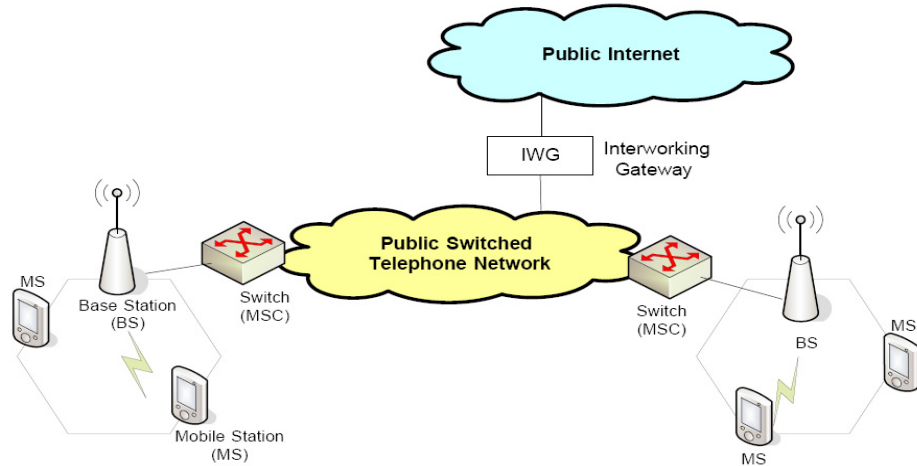 Public Internet
IWG
Interworking
Gateway
Public Switched
Telephone Network
MS
Base Station
(BS)
Switch
(MSC)
Switch
(MSC)
BS
MS
Mobile Station
(MS)
MS